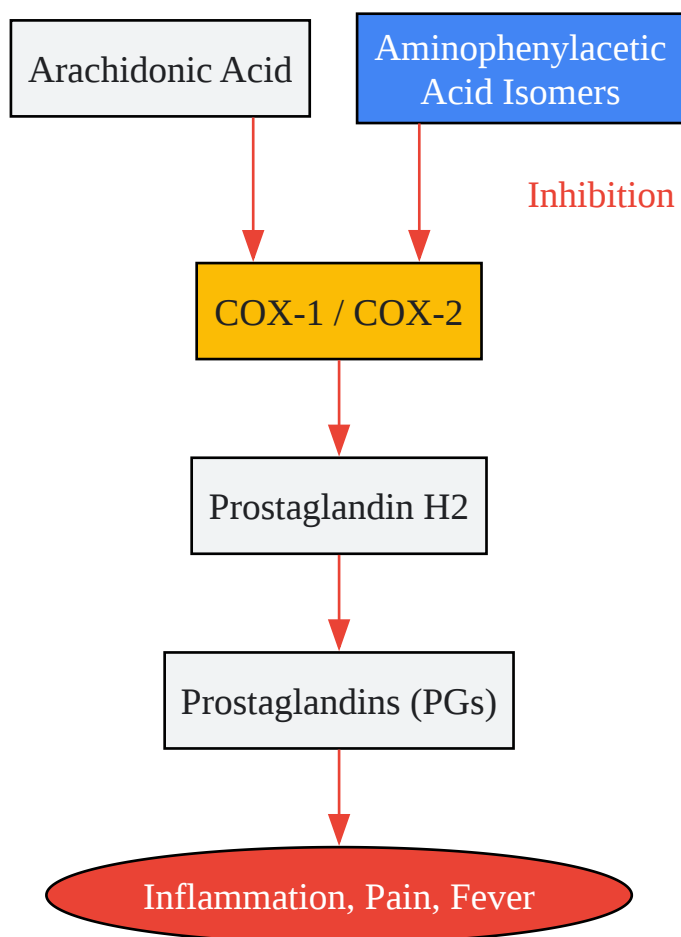 Arachidonic Acid
Aminophenylacetic
Acid Isomers
Inhibition
COX-1 / COX-2
Prostaglandin H2
Prostaglandins (PGs)
Inflammation, Pain, Fever